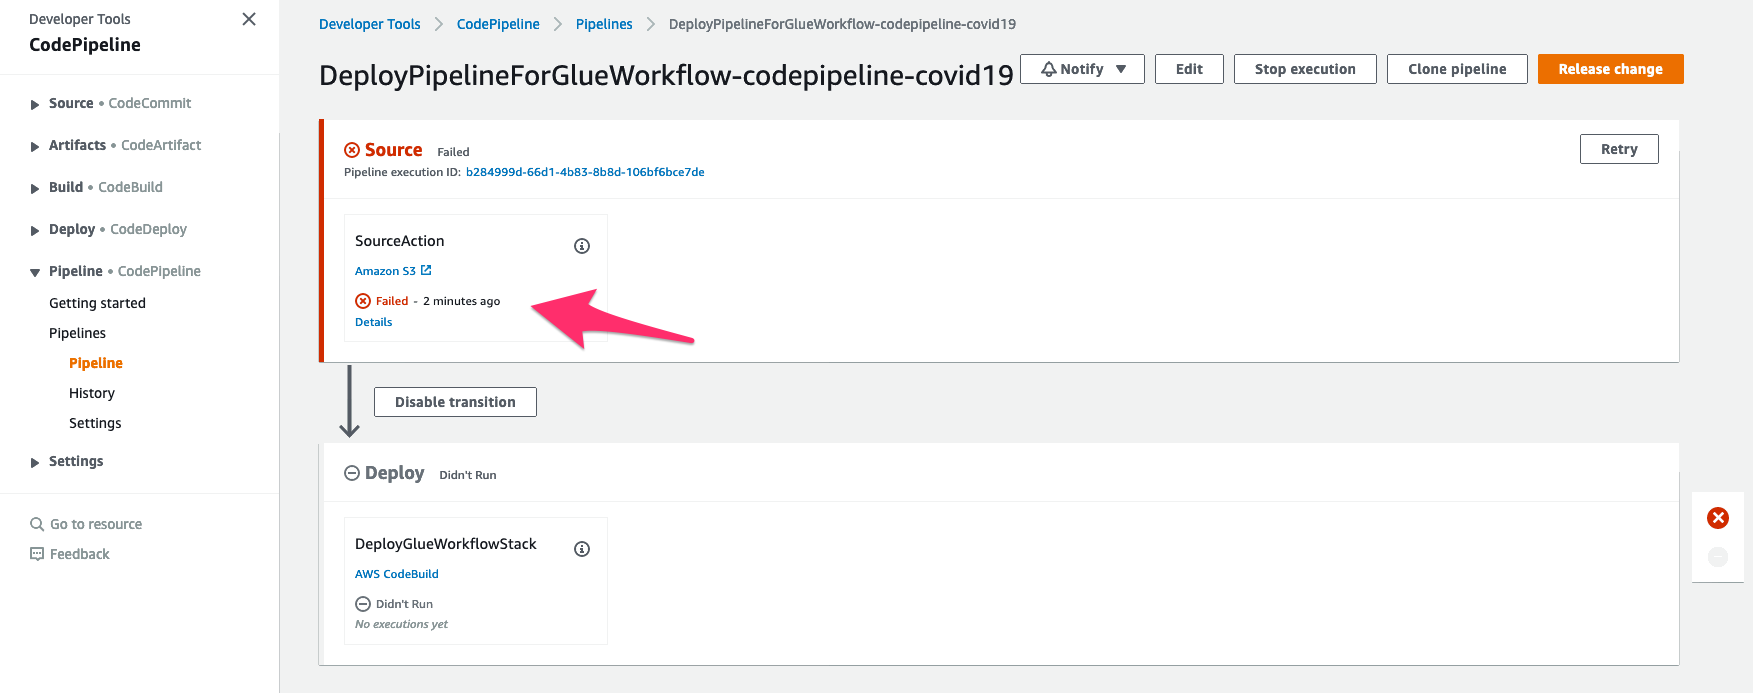 Developer Tools
CodePipeline
Source • CodeCommit
Artifacts • CodeArtifact
Build • CodeBuild
Deploy • CodeDeploy
Pipeline • CodePipeline
Getting started
Pipelines
Pipeline
History
Settings
Settings
Go to resource
Feedback
Developer Tools > CodePipeline > Pipelines > DeployPipelineForGlueWorkflow-codepipeline-covid19
DeployPipelineForGlueWorkflow-codepipeline-covid19
Notify ▼ Edit Stop execution Clone pipeline Release change
Source Failed
Retry
Pipeline execution ID: b284999d-66d1-4b83-8b8d-106bf6bce7de
SourceAction
Amazon S3
Failed - 2 minutes ago
Details
Disable transition
Deploy Didn't Run
DeployGlueWorkflowStack
AWS CodeBuild
Didn't Run
No executions yet